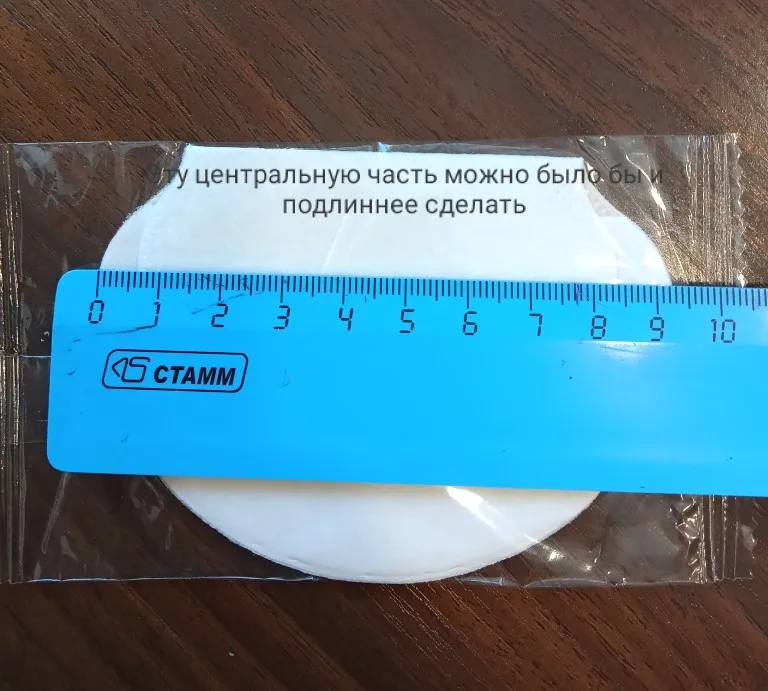 ту центральную часть можно было бы и
подлиннее сделать
0 1 2 3 4 5 6 7 8 9 10
СТАММ